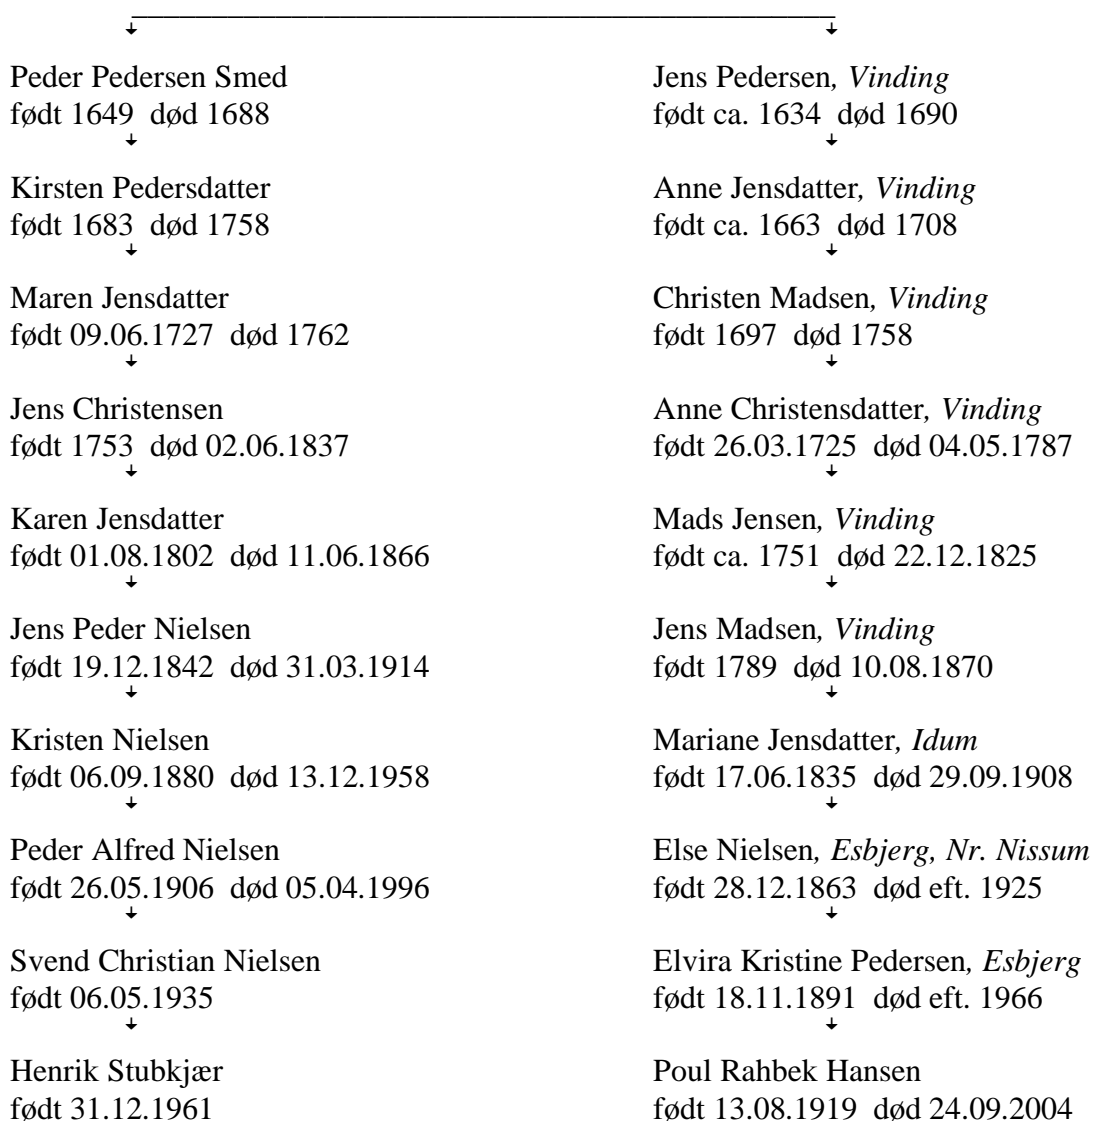 Peder Pedersen Smed
født 1649 død 1688
Kirsten Pedersdatter
født 1683 død 1758
Maren Jensdatter
født 09.06.1727 død 1762
Jens Christensen
født 1753 død 02.06.1837
Karen Jensdatter
født 01.08.1802 død 11.06.1866
Jens Peder Nielsen
født 19.12.1842 død 31.03.1914
Kristen Nielsen
født 06.09.1880 død 13.12.1958
Peder Alfred Nielsen
født 26.05.1906 død 05.04.1996
Svend Christian Nielsen
født 06.05.1935
Henrik Stubkjær
født 31.12.1961
Jens Pedersen, Vinding
født ca. 1634 død 1690
Anne Jensdatter, Vinding
født ca. 1663 død 1708
Christen Madsen, Vinding
født 1697 død 1758
Anne Christensdatter, Vinding
født 26.03.1725 død 04.05.1787
Mads Jensen, Vinding
født ca. 1751 død 22.12.1825
Jens Madsen, Vinding
født 1789 død 10.08.1870
Mariane Jensdatter, Idum
født 17.06.1835 død 29.09.1908
Else Nielsen, Esbjerg, Nr. Nissum
født 28.12.1863 død eft. 1925
Elvira Kristine Pedersen, Esbjerg
født 18.11.1891 død eft. 1966
Poul Rahbek Hansen
født 13.08.1919 død 24.09.2004